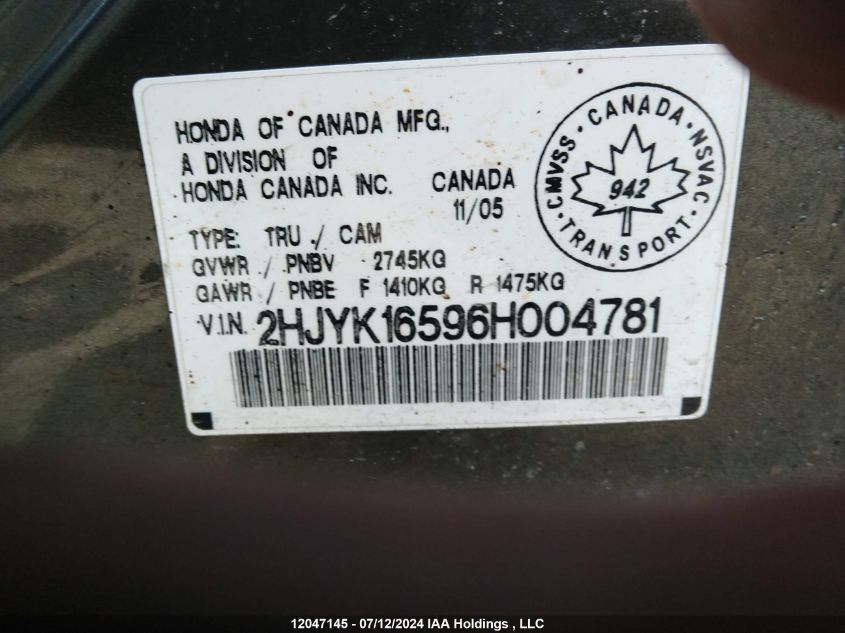 HONDA OF CANADA MFG.,
A DIVISION OF
HONDA CANADA INC. CANADA
11/05
TYPE: TRU / CAM
GVWR / PNBV 2745KG
GAWR / PNBE F 1410KG R 1475KG
V.I.N. 2HJYK16596H004781
CMVSS · CANADA · NSVAC
942
· TRANSPORT ·
12047145 - 07/12/2024 IAA Holdings , LLC